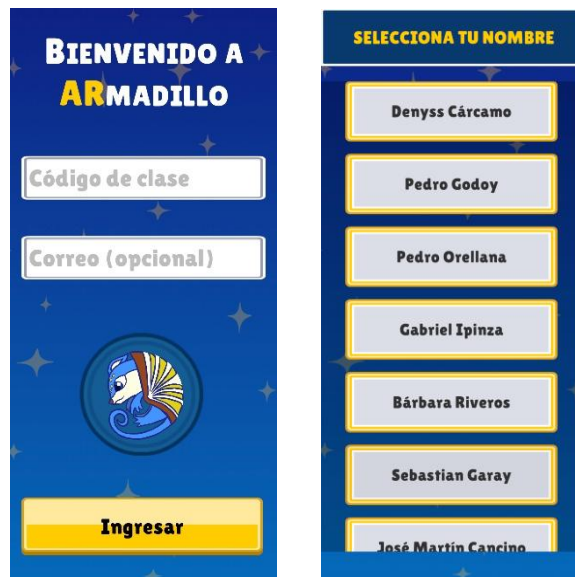 BIENVENIDO A
ARMADILLO
Código de clase
Correo (opcional)
Ingresar
SELECCIONA TU NOMBRE
Denyss Cárcamo
Pedro Godoy
Pedro Orellana
Gabriel Ipinza
Bárbara Riveros
Sebastian Garay
José Martín Cancino